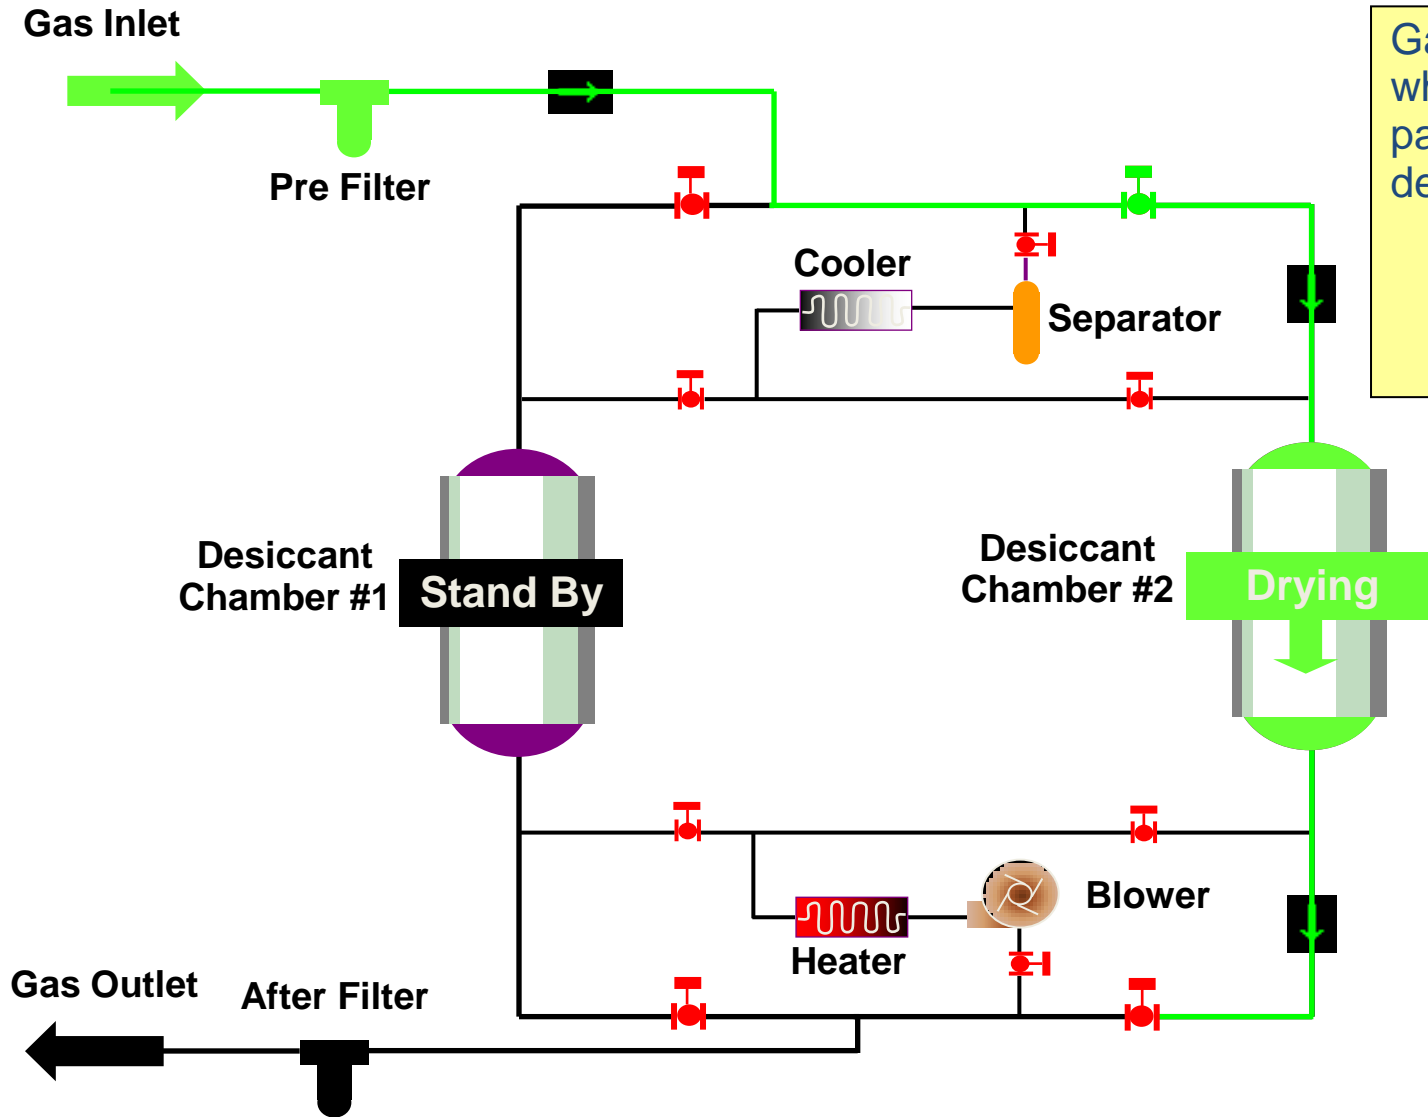 Gas Inlet
Pre Filter
Cooler
Separator
Desiccant
Chamber #1
Stand By
Desiccant
Chamber #2
Drying
Blower
Heater
Gas Outlet
After Filter